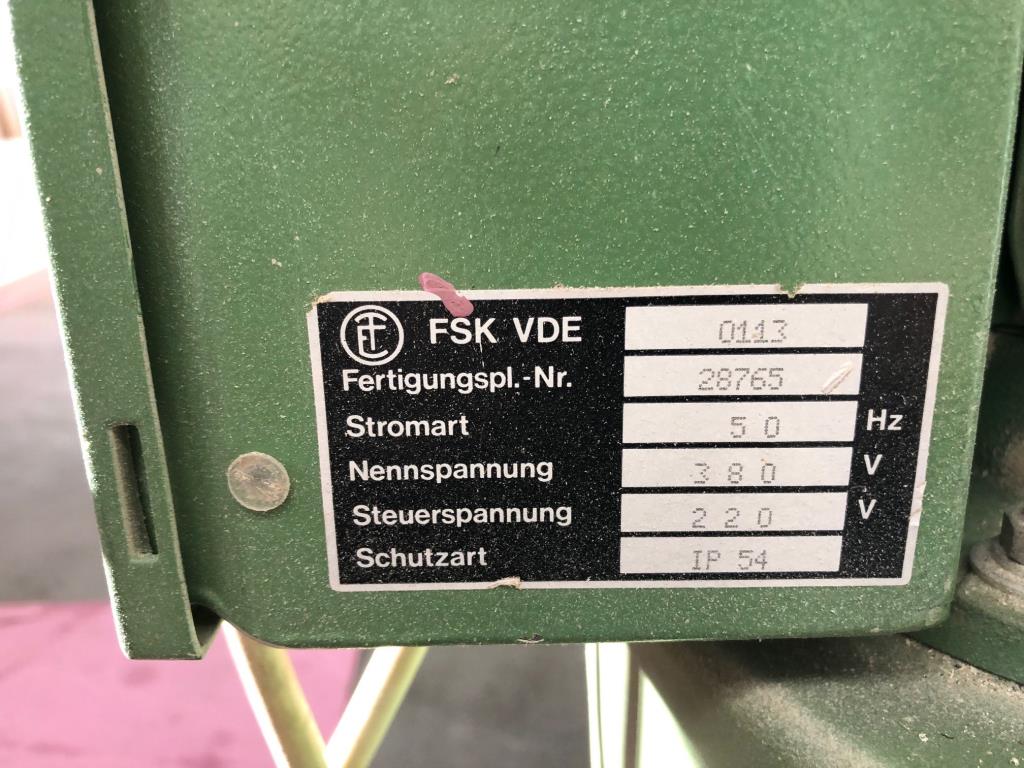 FSK VDE 0113
Fertigungspl.-Nr. 28765
Stromart 50 Hz
Nennspannung 380 V
Steuerspannung 220 V
Schutzart IP 54